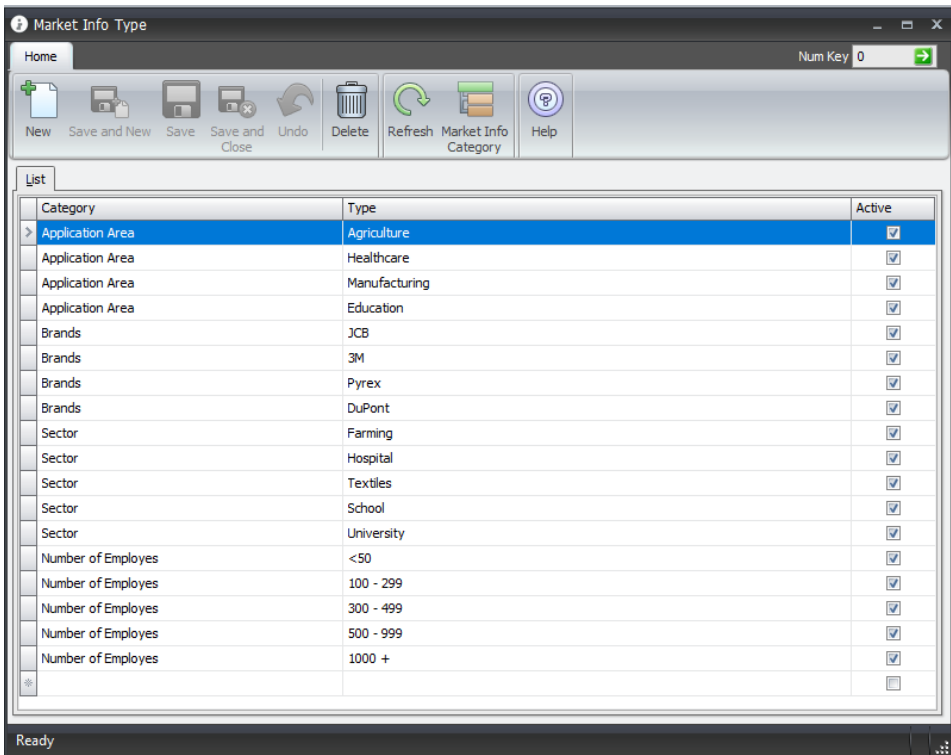 Market Info Type
Home Num Key 0
New Save and New Save Save and Close Undo Delete Refresh Market Info Category Help
List
Category Type Active
Application Area Agriculture
Application Area Healthcare
Application Area Manufacturing
Application Area Education
Brands JCB
Brands 3M
Brands Pyrex
Brands DuPont
Sector Farming
Sector Hospital
Sector Textiles
Sector School
Sector University
Number of Employes <50
Number of Employes 100 - 299
Number of Employes 300 - 499
Number of Employes 500 - 999
Number of Employes 1000 +
Ready